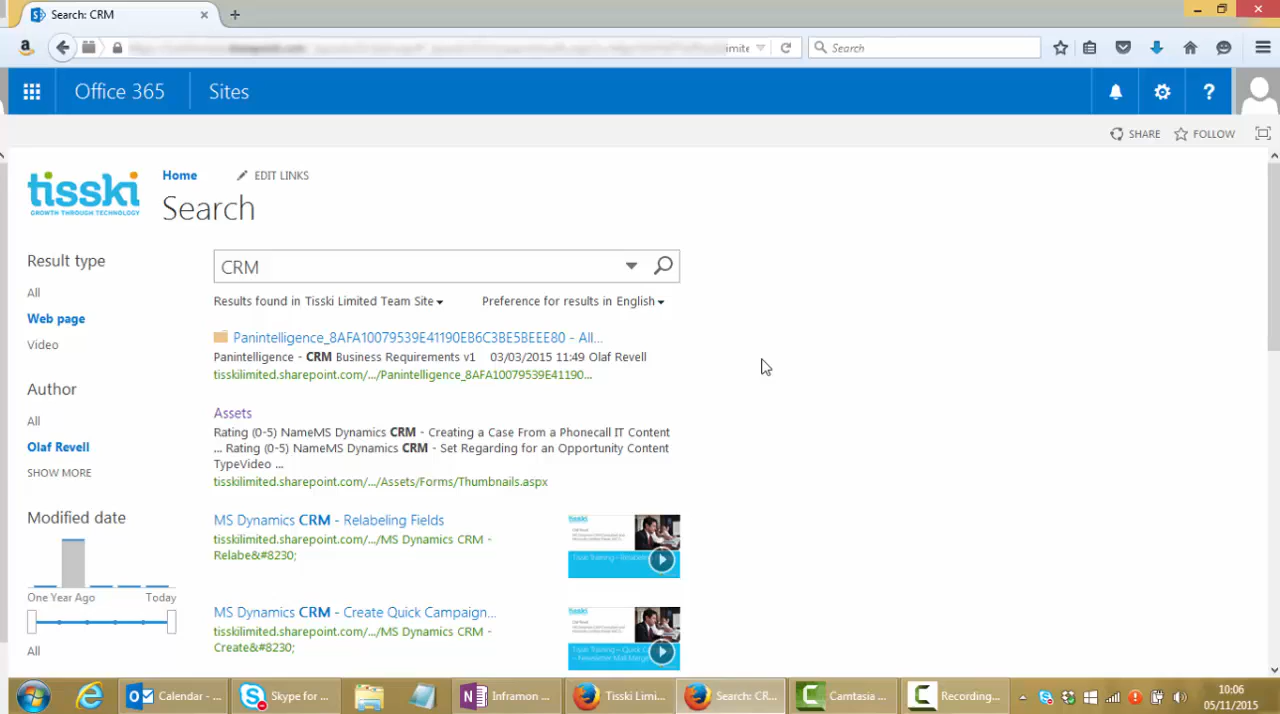 Search: CRM
limite
Search
Office 365
Sites
SHARE
FOLLOW
tisski
GROWTH THROUGH TECHNOLOGY
Home
EDIT LINKS
Search
Result type
All
Web page
Video
Author
All
Olaf Revell
SHOW MORE
Modified date
One Year Ago
Today
All
CRM
Results found in Tisski Limited Team Site
Preference for results in English
Panintelligence_8AFA10079539E41190EB6C3BE5BEEE80 - All...
Panintelligence - CRM Business Requirements v1 03/03/2015 11:49 Olaf Revell
tisskilimited.sharepoint.com/.../Panintelligence_8AFA10079539E41190...
Assets
Rating (0-5) NameMS Dynamics CRM - Creating a Case From a Phonecall IT Content
... Rating (0-5) NameMS Dynamics CRM - Set Regarding for an Opportunity Content
TypeVideo ...
tisskilimited.sharepoint.com/.../Assets/Forms/Thumbnails.aspx
MS Dynamics CRM - Relabeling Fields
tisskilimited.sharepoint.com/.../MS Dynamics CRM -
Relabe&#8230;
tisski
MS Dynamics CRM - Create Quick Campaign...
tisskilimited.sharepoint.com/.../MS Dynamics CRM -
Create&#8230;
tisski
Calendar - ...
Skype for ...
Inframon ...
Tisski Limi...
Search: CR...
Camtasia ...
Recording...
10:06
05/11/2015